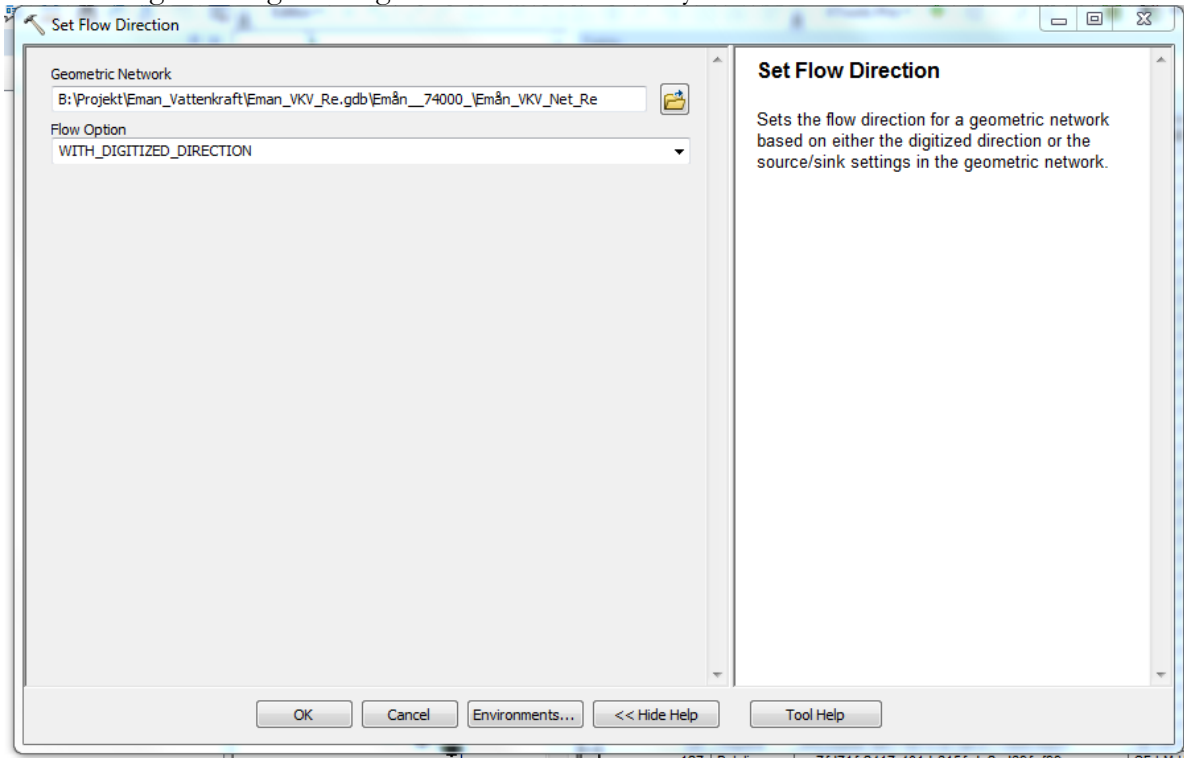 Set Flow Direction
Geometric Network
B:\Projekt\Eman_Vattenkraft\Eman_VKV_Re.gdb\Emån__74000_\Emån_VKV_Net_Re
Flow Option
WITH_DIGITIZED_DIRECTION
Set Flow Direction
Sets the flow direction for a geometric network
based on either the digitized direction or the
source/sink settings in the geometric network.
OK
Cancel
Environments...
<< Hide Help
Tool Help